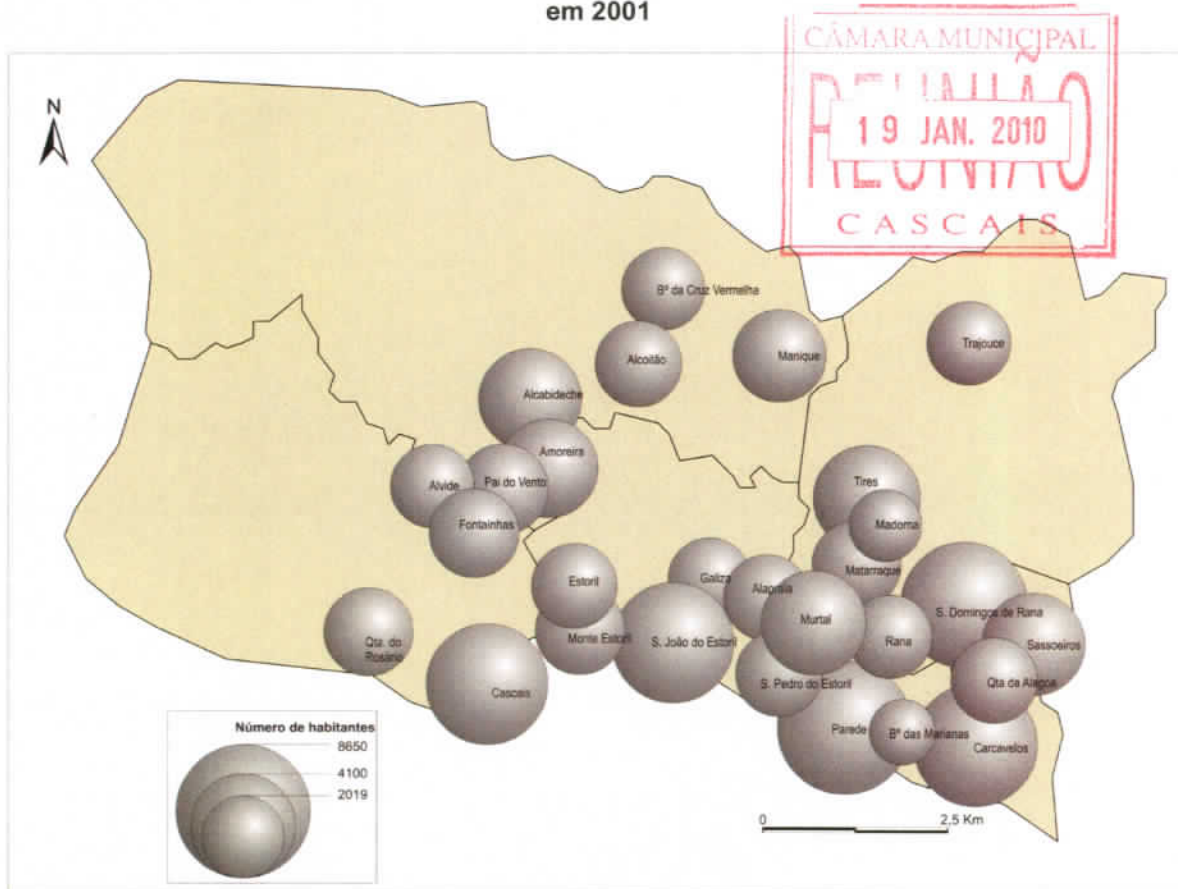 em 2001
CÂMARA MUNICIPAL
REUNIÃO
19 JAN. 2010
CASCAIS
N
Bº da Cruz Vermelha
Trajouce
Alcoitão
Manique
Alcabideche
Amoreira
Alvide
Pai do Vento
Tires
Fontainhas
Madorna
Matarraque
Estoril
Galiza
Alapraia
S. Domingos de Rana
Murtal
Monte Estoril
S. João do Estoril
Rana
Qta. do
Rosário
Sassoeiros
S. Pedro do Estoril
Qta da Alagoa
Cascais
Parede
Bº das Marianas
Carcavelos
Número de habitantes
8650
4100
2019
0
2,5 Km